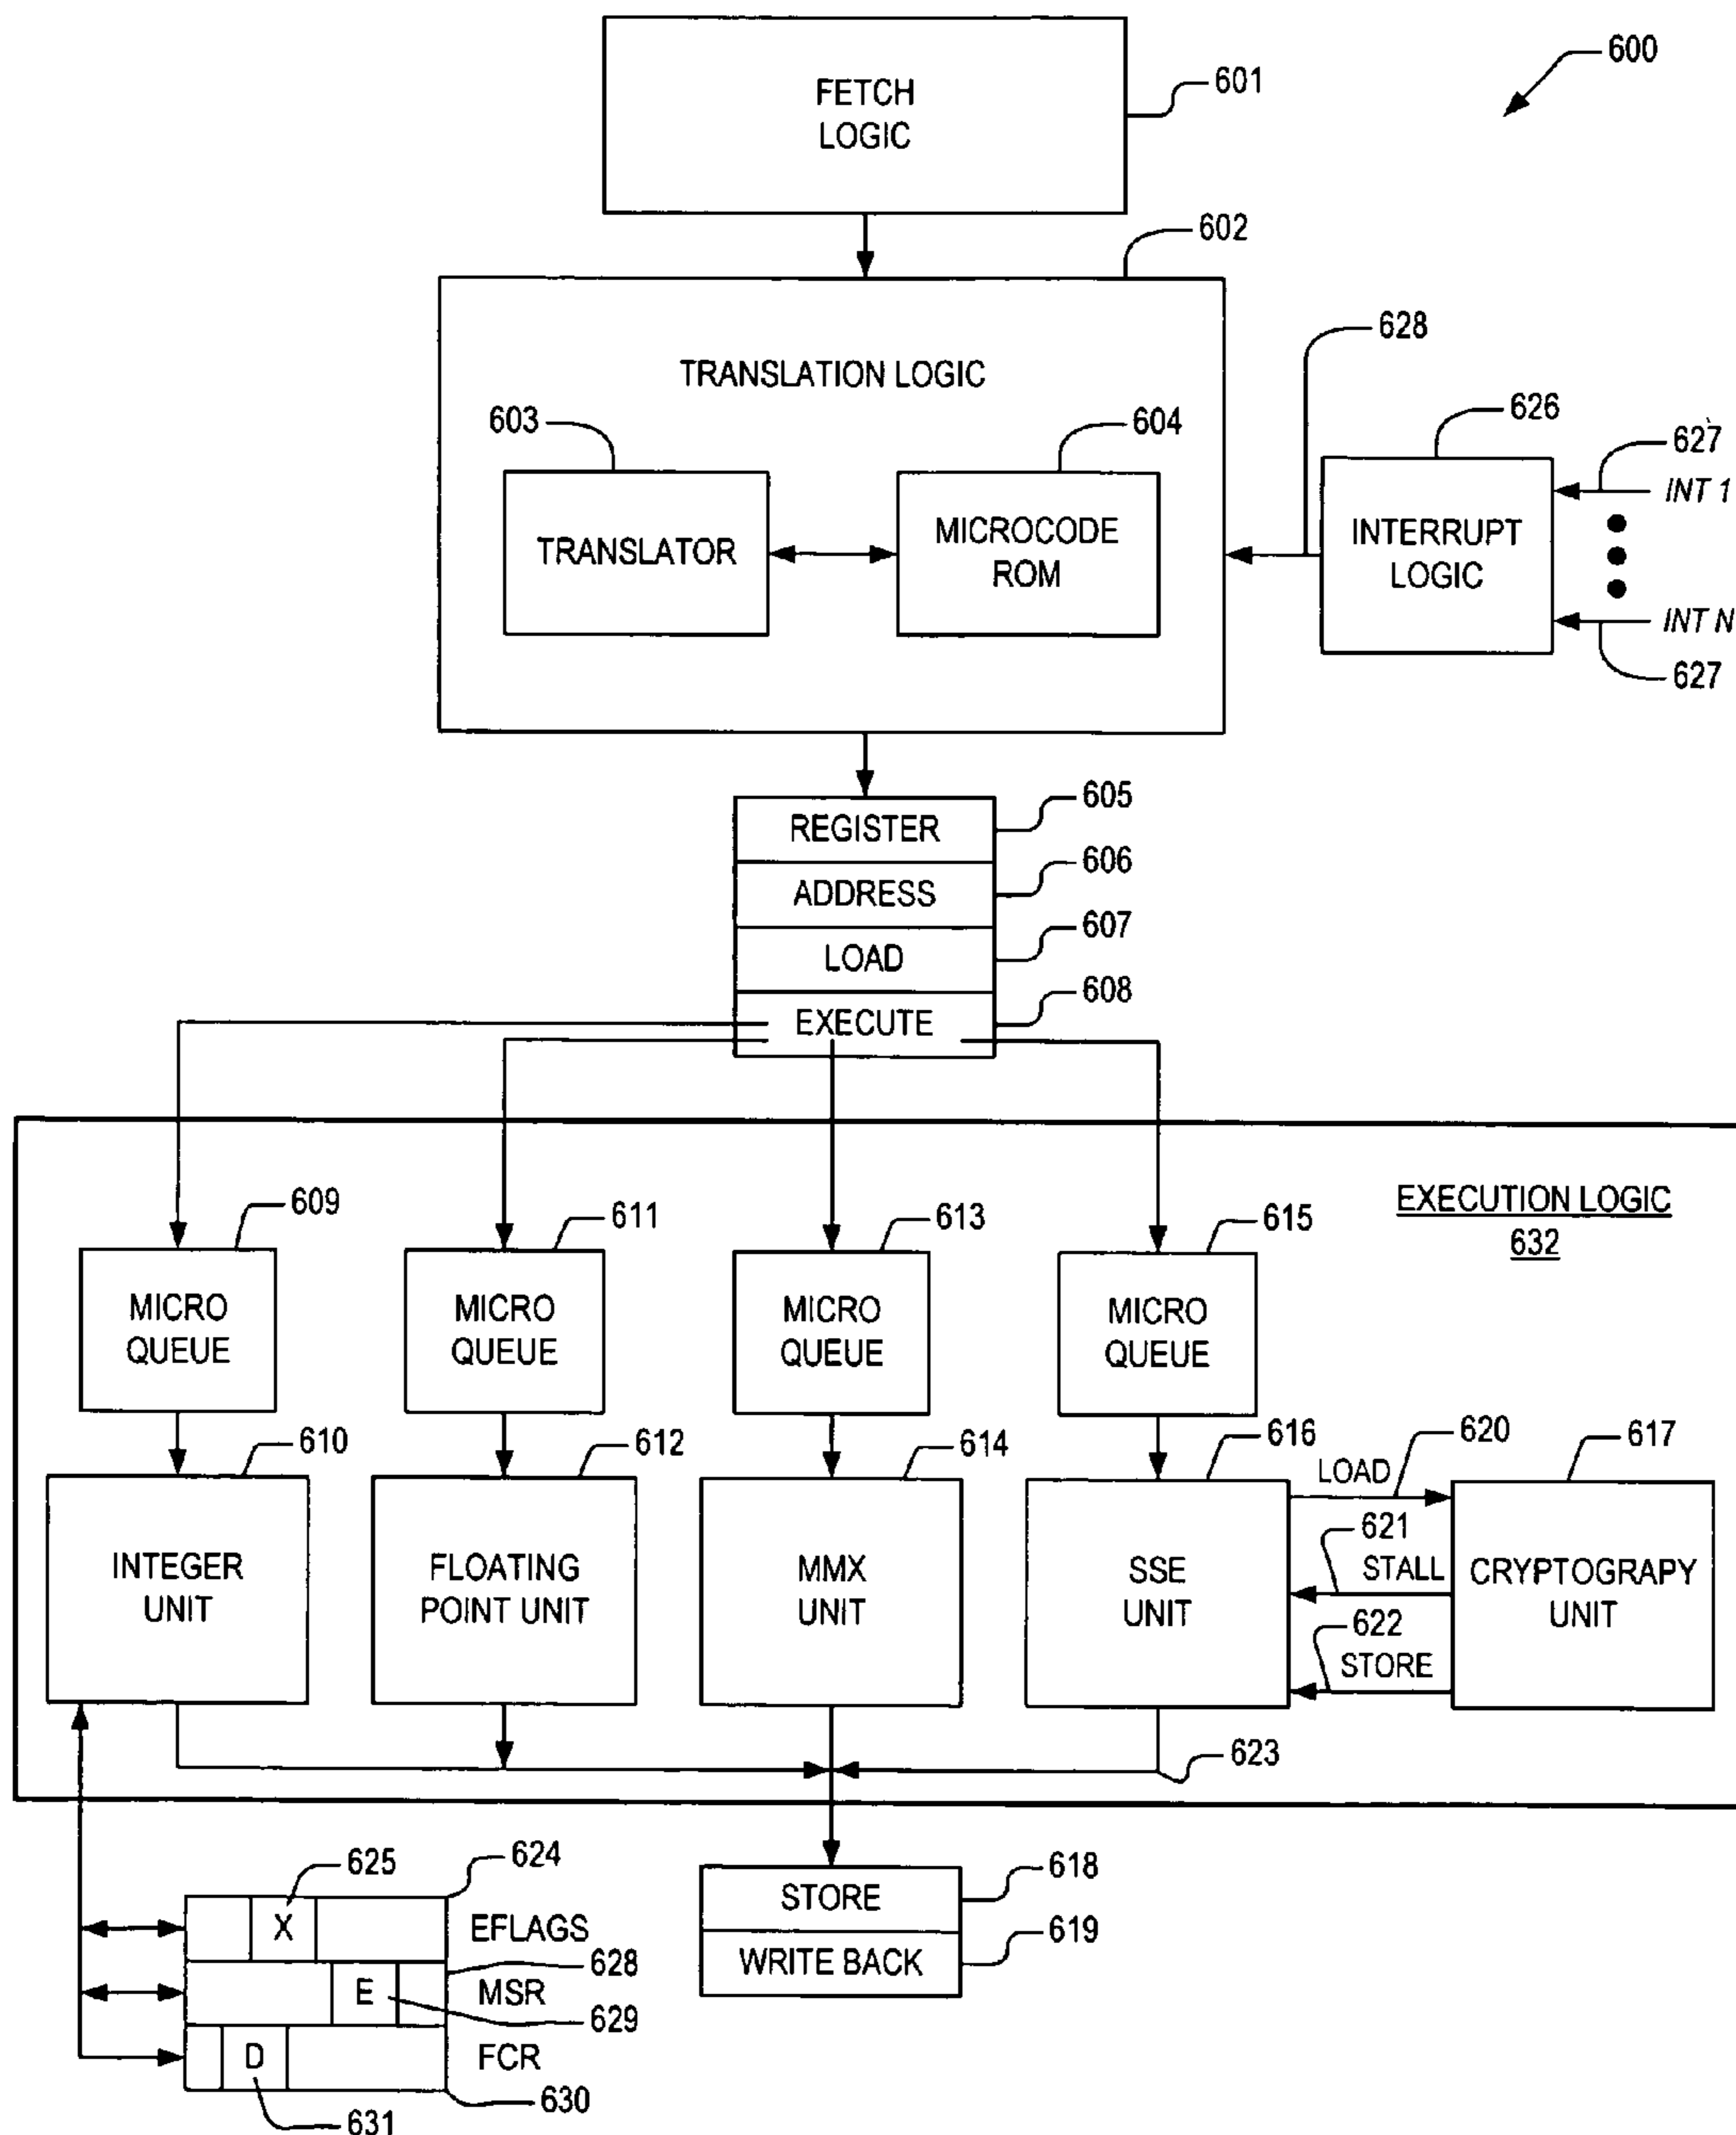 600
FETCH
LOGIC
601
602
TRANSLATION LOGIC
603
604
TRANSLATOR
MICROCODE
ROM
628
626
INTERRUPT
LOGIC
627
INT 1
INT N
627
REGISTER
605
ADDRESS
606
LOAD
607
EXECUTE
608
EXECUTION LOGIC
632
609
611
613
615
MICRO
QUEUE
MICRO
QUEUE
MICRO
QUEUE
MICRO
QUEUE
610
612
614
616
620
617
INTEGER
UNIT
FLOATING
POINT UNIT
MMX
UNIT
SSE
UNIT
LOAD
621
STALL
622
STORE
CRYPTOGRAPY
UNIT
623
625
624
X
EFLAGS
628
E
MSR
629
D
FCR
630
631
STORE
618
WRITE BACK
619